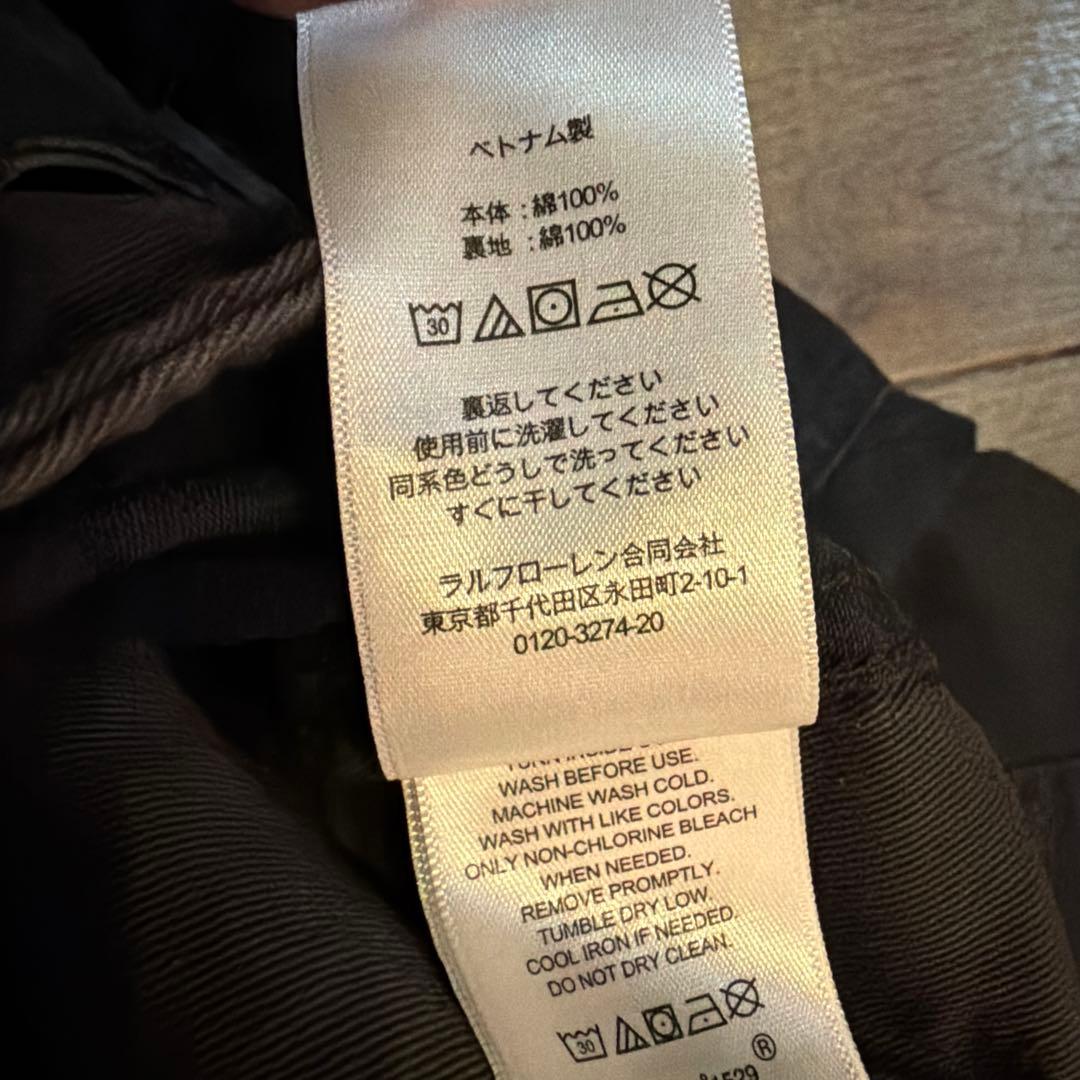 ベトナム製
本体 : 綿100%
裏地 : 綿100%
30
裏返してください
使用前に洗濯してください
同系色どうしで洗ってください
すぐに干してください
ラルフローレン合同会社
東京都千代田区永田町2-10-1
0120-3274-20
WASH BEFORE USE.
MACHINE WASH COLD.
WASH WITH LIKE COLORS.
ONLY NON-CHLORINE BLEACH
WHEN NEEDED.
REMOVE PROMPTLY.
TUMBLE DRY LOW.
COOL IRON IF NEEDED.
DO NOT DRY CLEAN.
30
®